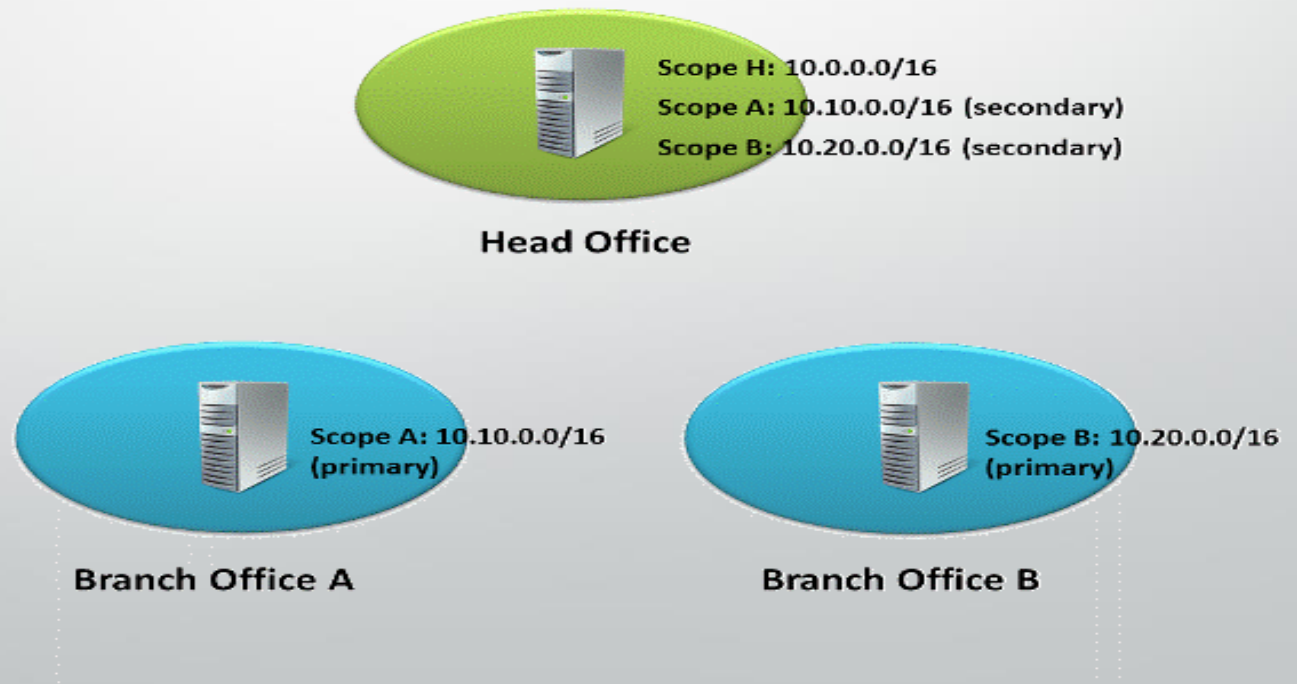 Scope H: 10.0.0.0/16
Scope A: 10.10.0.0/16 (secondary)
Scope B: 10.20.0.0/16 (secondary)
Head Office
Scope A: 10.10.0.0/16
(primary)
Branch Office A
Scope B: 10.20.0.0/16
(primary)
Branch Office B